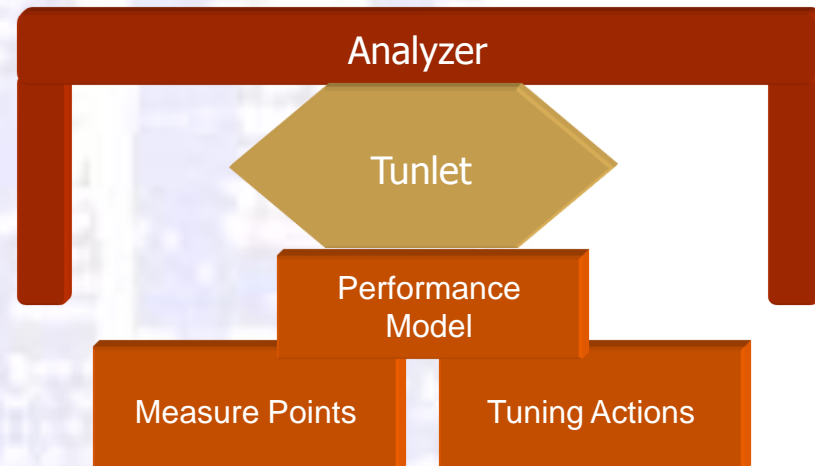 Analyzer
Tunlet
Performance
Model
Measure Points
Tuning Actions